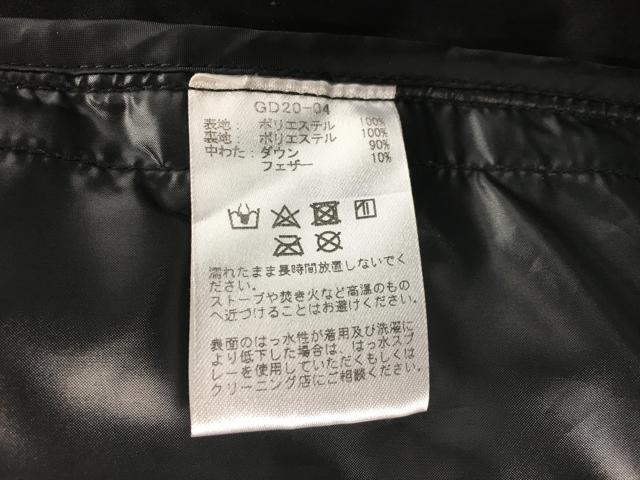 GD20-04
表地: ポリエステル 100%
裏地: ポリエステル 100%
中わた: ダウン 90%
フェザー 10%
濡れたまま長時間放置しないでく
ださい。
ストーブや焚き火など高温のもの
へ近づけることはお避けください。
表面のはっ水性が着用及び洗濯に
より低下した場合は、はっ水スプ
レーを使用していただくもしくは
クリーニング店にご相談ください。